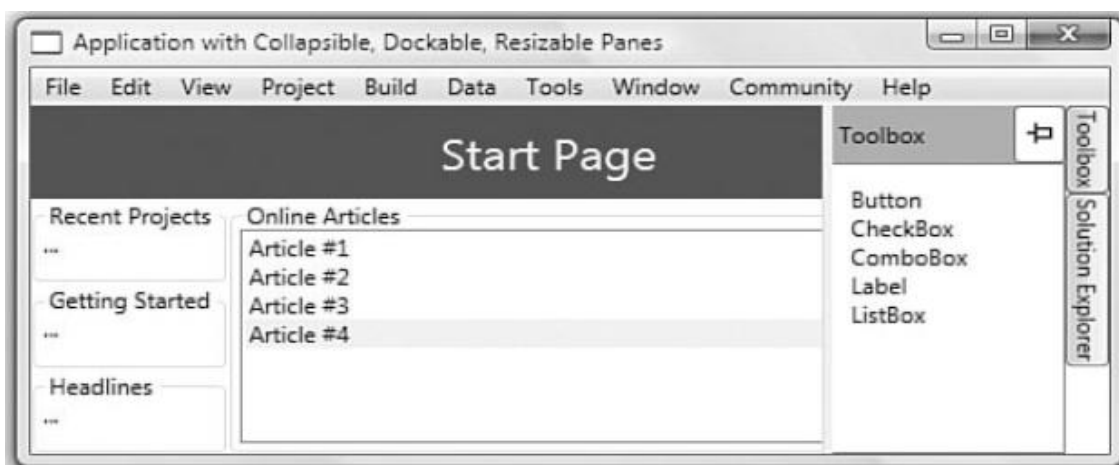 Application with Collapsible, Dockable, Resizable Panes
File Edit View Project Build Data Tools Window Community Help
Start Page
Recent Projects
...
Getting Started
...
Headlines
...
Online Articles
Article #1
Article #2
Article #3
Article #4
Toolbox
Button
CheckBox
ComboBox
Label
ListBox
Toolbox
Solution Explorer